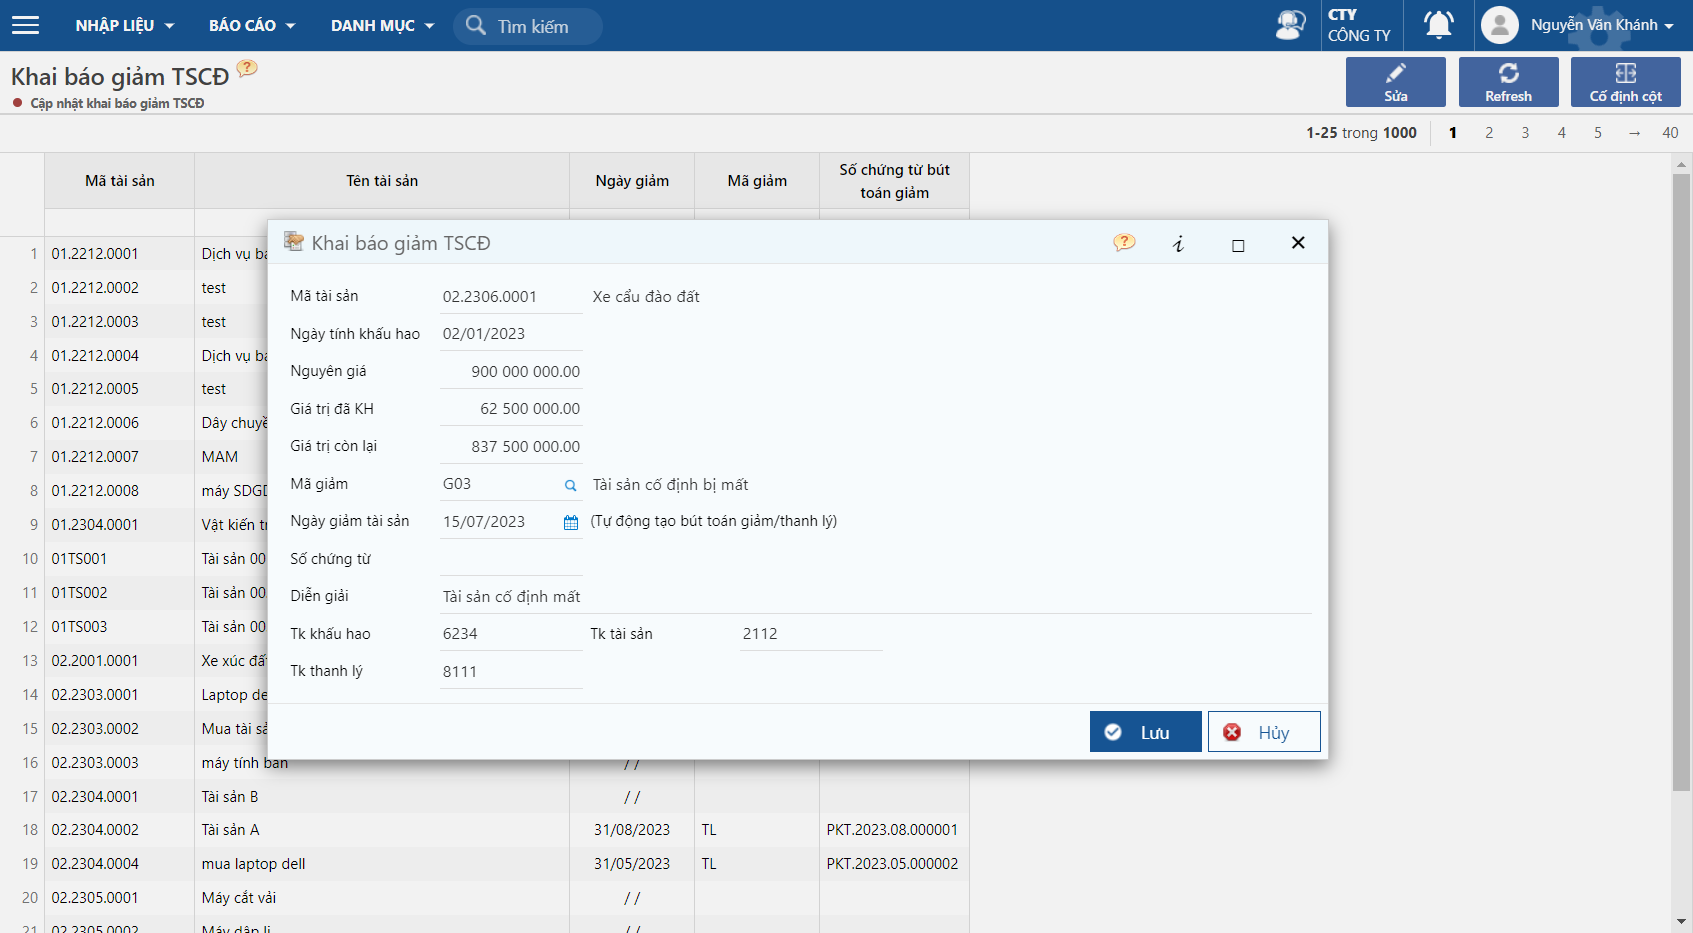 NHẬP LIỆU BÁO CÁO DANH MỤC Tìm kiếm CTY CÔNG TY Nguyễn Văn Khánh
Khai báo giảm TSCĐ
Cập nhật khai báo giảm TSCĐ
Sửa Refresh Cố định cột
1-25 trong 1000 1 2 3 4 5 → 40
Mã tài sản Tên tài sản Ngày giảm Mã giảm Số chứng từ bút toán giảm
1 01.2212.0001 Dịch vụ
2 01.2212.0002 test
3 01.2212.0003 test
4 01.2212.0004 Dịch vụ
5 01.2212.0005 test
6 01.2212.0006 Dây
7 01.2212.0007 MAM
8 01.2212.0008 máy
9 01.2304.0001 Vật kiến
10 01TS001 Tài sản 00
11 01TS002 Tài sản 00
12 01TS003 Tài sản 00
13 02.2001.0001 Xe xúc
14 02.2303.0001 Laptop
15 02.2303.0002 Mua tài
16 02.2303.0003 máy tính bàn / /
17 02.2304.0001 Tài sản B / /
18 02.2304.0002 Tài sản A 31/08/2023 TL PKT.2023.08.000001
19 02.2304.0004 mua laptop dell 31/05/2023 TL PKT.2023.05.000002
20 02.2305.0001 Máy cắt vải / /
21 02.2305.0002 Máy / /
Khai báo giảm TSCĐ
Mã tài sản 02.2306.0001 Xe cẩu đào đất
Ngày tính khấu hao 02/01/2023
Nguyên giá 900 000 000.00
Giá trị đã KH 62 500 000.00
Giá trị còn lại 837 500 000.00
Mã giảm G03 Tài sản cố định bị mất
Ngày giảm tài sản 15/07/2023 (Tự động tạo bút toán giảm/thanh lý)
Số chứng từ
Diễn giải Tài sản cố định mất
Tk khấu hao 6234 Tk tài sản 2112
Tk thanh lý 8111
Lưu Hủy